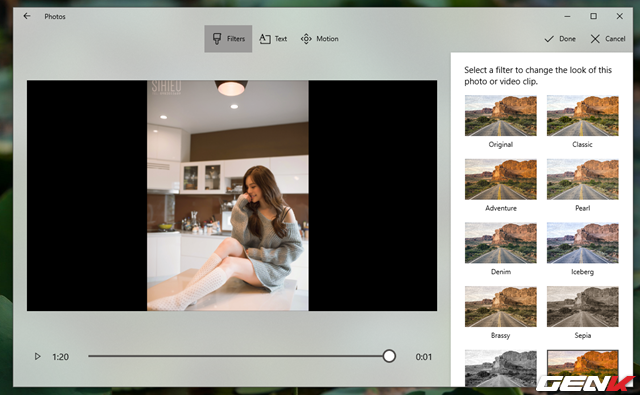 Photos
Filters
Text
Motion
Done
Cancel
Select a filter to change the look of this
photo or video clip.
Original
Classic
Adventure
Pearl
Denim
Iceberg
Brassy
Sepia
1:20
0:01
GENK